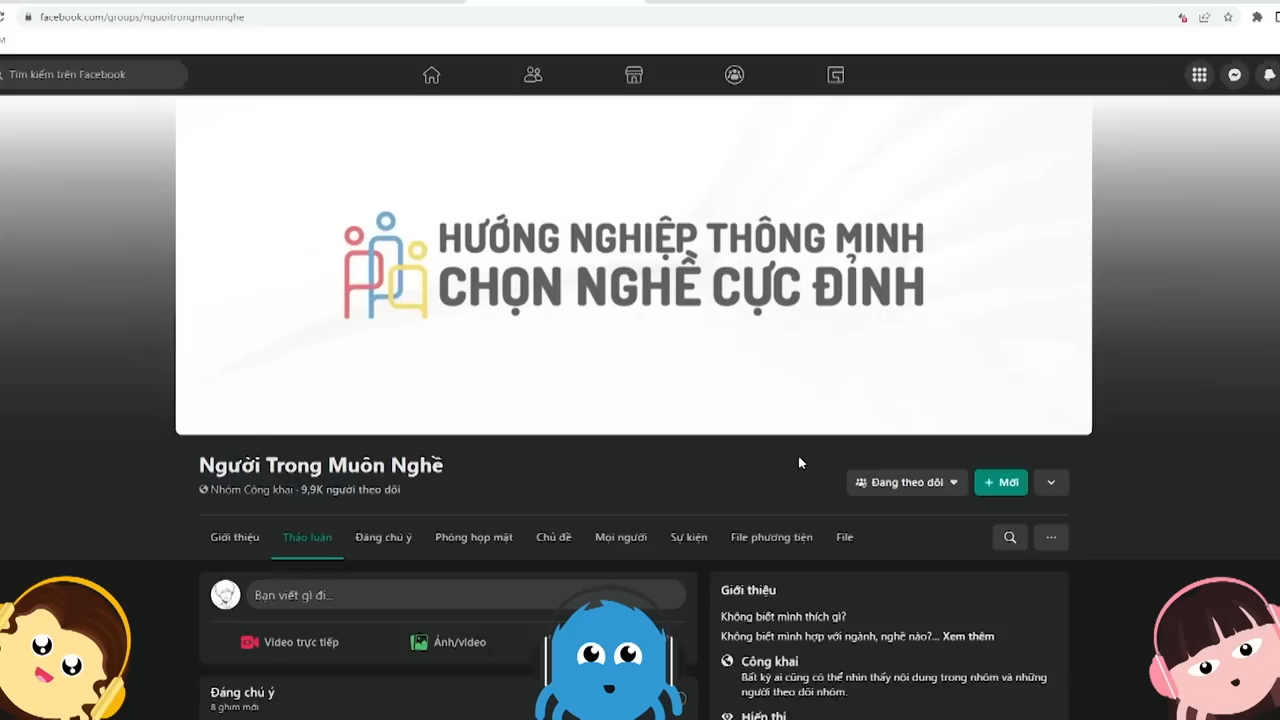 facebook.com/groups/nguoitrongmuonnghe
Tìm kiếm trên Facebook
HƯỚNG NGHIỆP THÔNG MINH
CHỌN NGHỀ CỰC ĐỈNH
Người Trong Muôn Nghề
Nhóm Công khai · 9,9K người theo dõi
Đang theo dõi
+ Mời
Giới thiệu
Thảo luận
Đáng chú ý
Phòng họp mặt
Chủ đề
Mọi người
Sự kiện
File phương tiện
File
Bạn viết gì đi...
Video trực tiếp
Ảnh/video
Đáng chú ý
8 ghim mới
Giới thiệu
Không biết mình thích gì?
Không biết mình hợp với ngành, nghề nào?... Xem thêm
Công khai
Bất kỳ ai cũng có thể nhìn thấy nội dung trong nhóm và những
người theo dõi nhóm.
Hiển thị